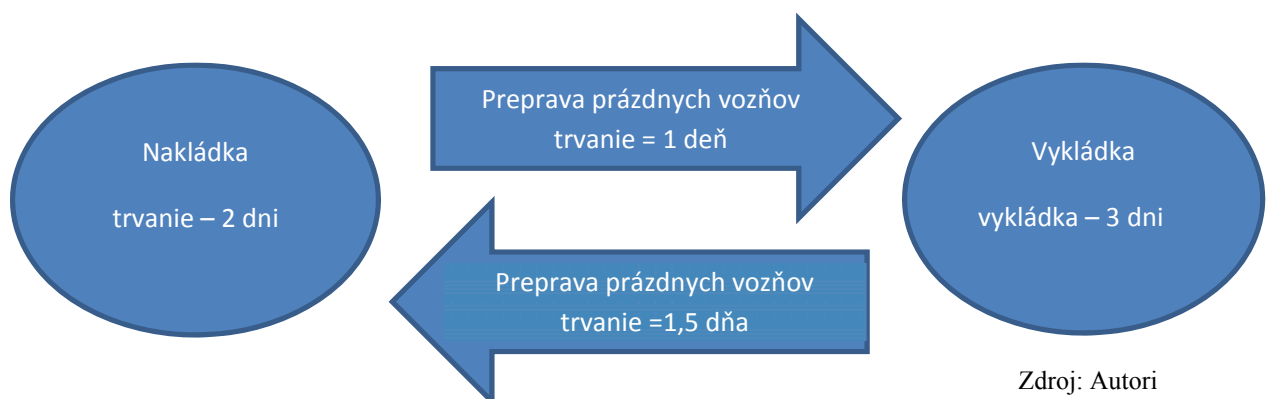 Nakládka
trvanie – 2 dni
Preprava prázdnych vozňov
trvanie = 1 deň
Vykládka
vykládka – 3 dni
Preprava prázdnych vozňov
trvanie =1,5 dňa
Zdroj: Autori